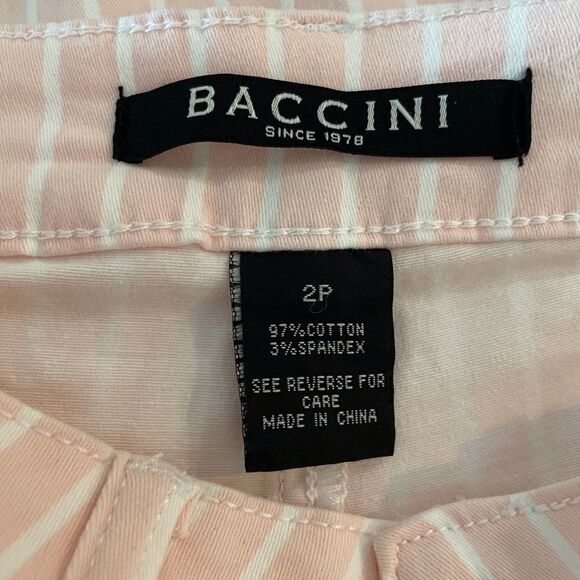 BACCINI
SINCE 1978
2P
97%COTTON
3%SPANDEX
SEE REVERSE FOR
CARE
MADE IN CHINA